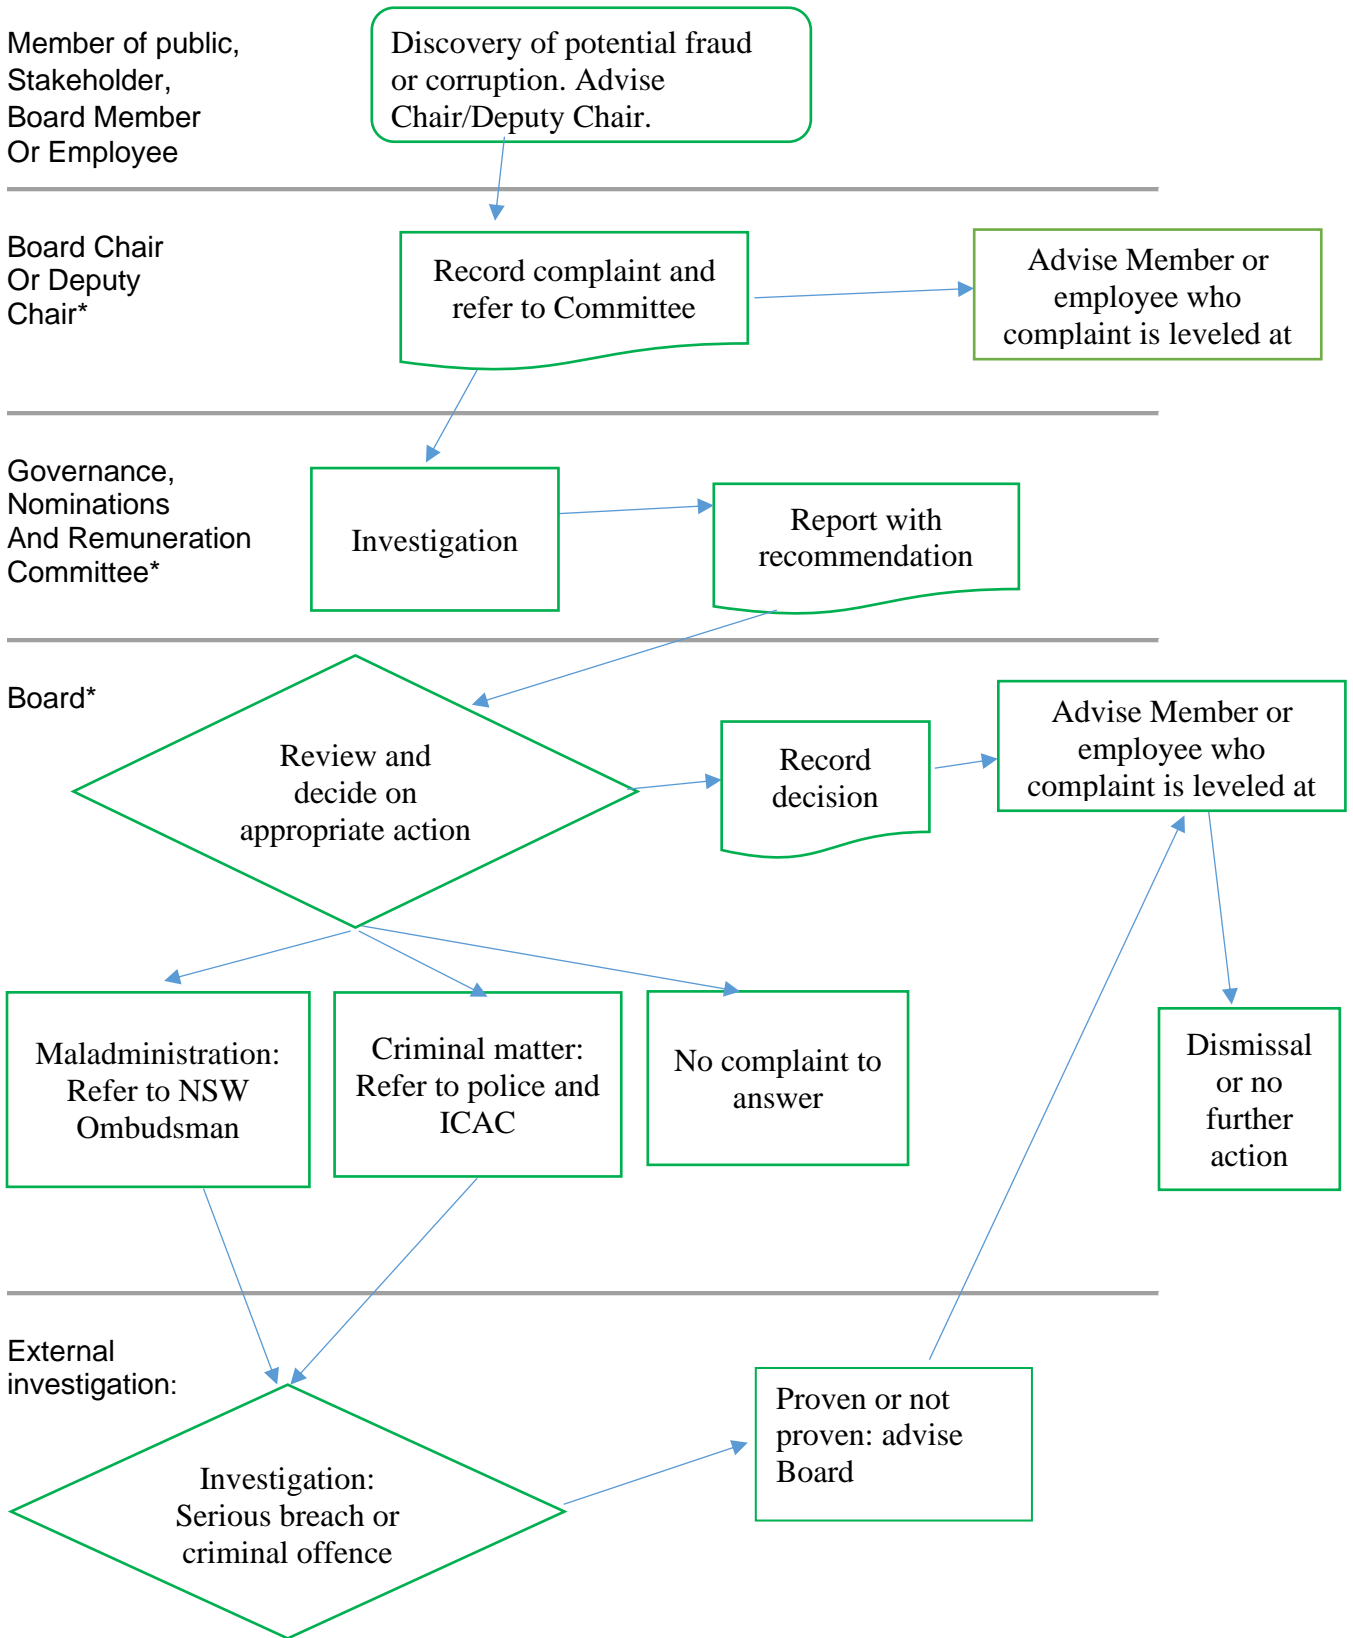 Member of public,
Stakeholder,
Board Member
Or Employee
Discovery of potential fraud
or corruption. Advise
Chair/Deputy Chair.
Board Chair
Or Deputy
Chair*
Record complaint and
refer to Committee
Advise Member or
employee who
complaint is leveled at
Governance,
Nominations
And Remuneration
Committee*
Investigation
Report with
recommendation
Board*
Review and
decide on
appropriate action
Record
decision
Advise Member or
employee who
complaint is leveled at
Maladministration:
Refer to NSW
Ombudsman
Criminal matter:
Refer to police and
ICAC
No complaint to
answer
Dismissal
or no
further
action
External
investigation:
Investigation:
Serious breach or
criminal offence
Proven or not
proven: advise
Board